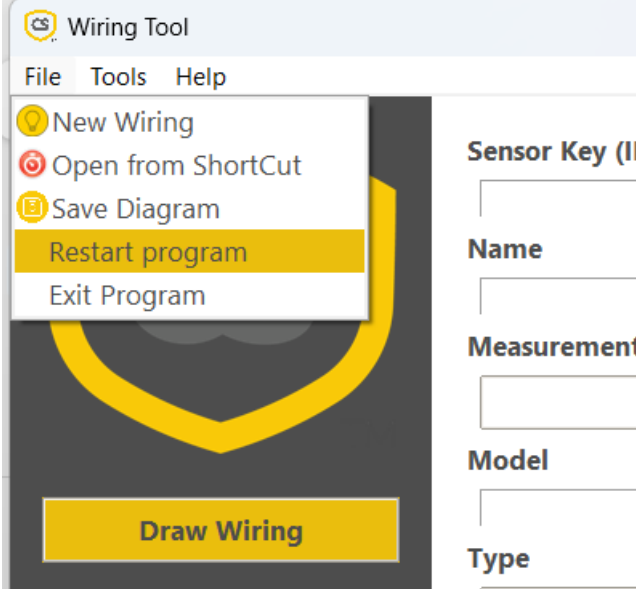 CS
Wiring Tool
File Tools Help
New Wiring
Open from ShortCut
Save Diagram
Restart program
Exit Program
Draw Wiring
Sensor Key (I
Name
Measurement
Model
Type